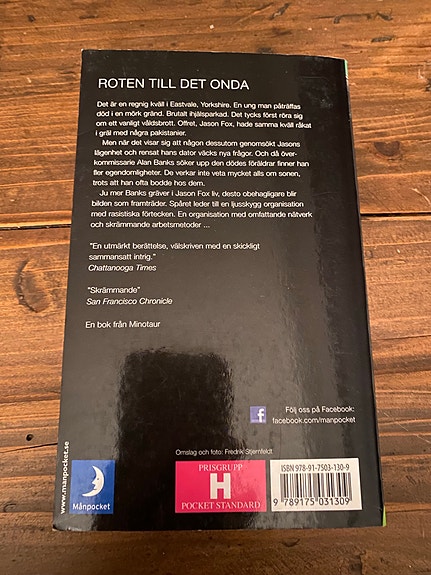 ROTEN TILL DET ONDA
Det är en regnig kväll i Eastvale, Yorkshire. En ung man påträffas
död i en mörk gränd. Brutalt ihjälsparkad. Det tycks först röra sig
om ett vanligt våldsbrott. Offret, Jason Fox, hade samma kväll råkat
i gräl med några pakistanier.
Men när det visar sig att någon dessutom genomsökt Jasons
lägenhet och rensat hans dator väcks nya frågor. Och då över-
kommissarie Alan Banks söker upp den dödes föräldrar finner han
fler egendomligheter. De verkar inte veta mycket alls om sonen,
trots att han ofta bodde hos dem.
Ju mer Banks gräver i Jason Fox liv, desto obehagligare blir
bilden som framträder. Spåret leder till en ljusskygg organisation
med rasistiska förtecken. En organisation med omfattande nätverk
och skrämmande arbetsmetoder ...
"En utmärkt berättelse, välskriven med en skickligt
sammansatt intrig."
Chattanooga Times
"Skrämmande"
San Francisco Chronicle
En bok från Minotaur
f
Följ oss på Facebook:
facebook.com/manpocket
Omslag och foto: Fredrik Stjernfeldt
www.manpocket.se
Månpocket
PRISGRUPP
H
POCKET STANDARD
ISBN 978-91-7503-130-9
9 789175 031309